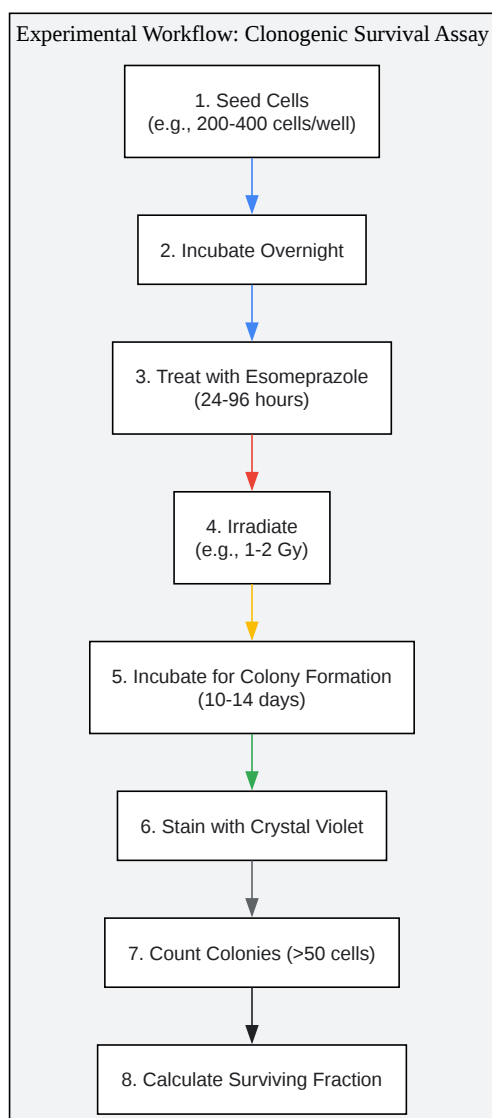 Experimental Workflow: Clonogenic Survival Assay
1. Seed Cells
(e.g., 200-400 cells/well)
2. Incubate Overnight
3. Treat with Esomeprazole
(24-96 hours)
4. Irradiate
(e.g., 1-2 Gy)
5. Incubate for Colony Formation
(10-14 days)
6. Stain with Crystal Violet
7. Count Colonies (>50 cells)
8. Calculate Surviving Fraction